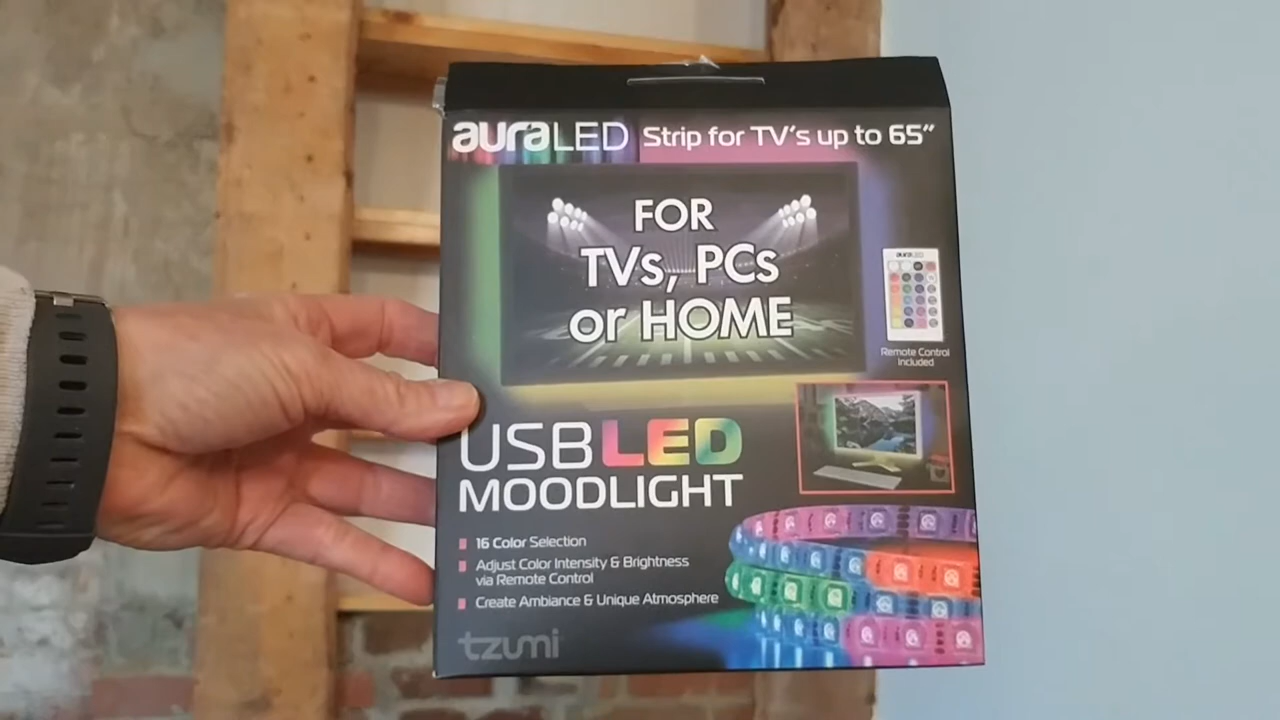 auraLED Strip for TV's up to 65"
FOR
TVs, PCs
or HOME
auraLED
Remote Control
included
USB LED
MOODLIGHT
16 Color Selection
Adjust Color Intensity & Brightness
via Remote Control
Create Ambiance & Unique Atmosphere
tzumi